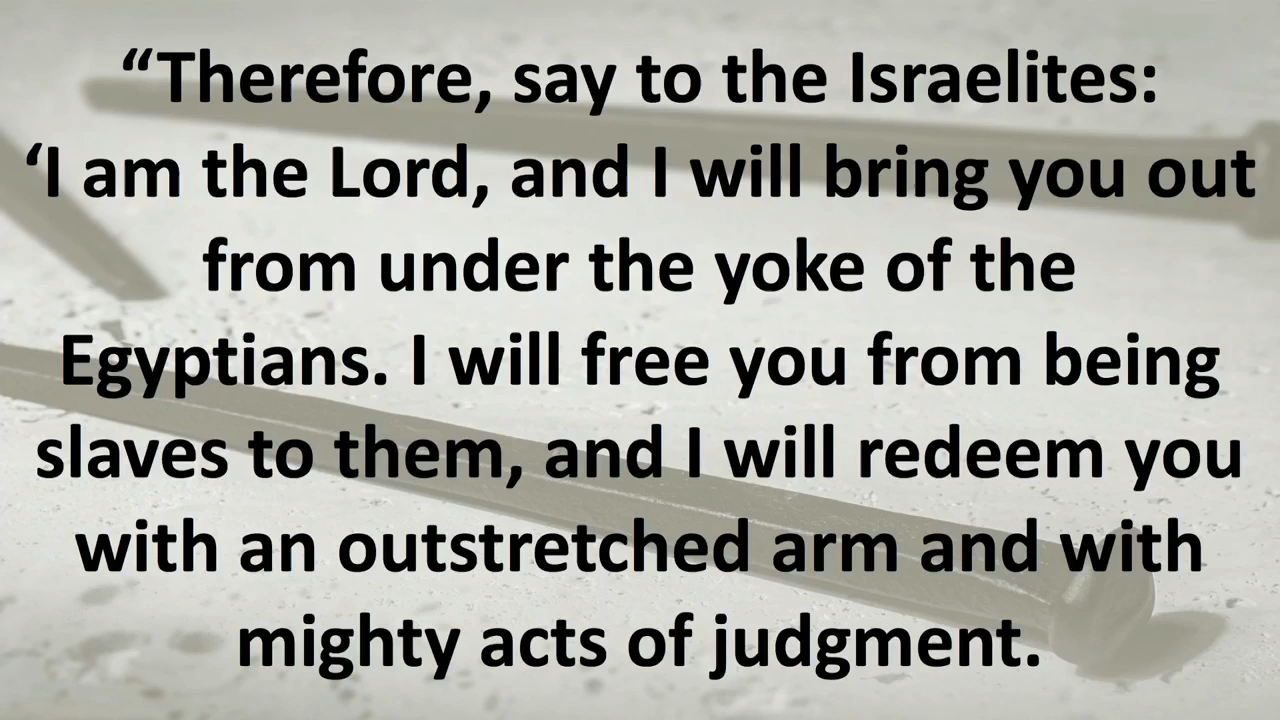 “Therefore, say to the Israelites:
‘I am the Lord, and I will bring you out
from under the yoke of the
Egyptians. I will free you from being
slaves to them, and I will redeem you
with an outstretched arm and with
mighty acts of judgment.